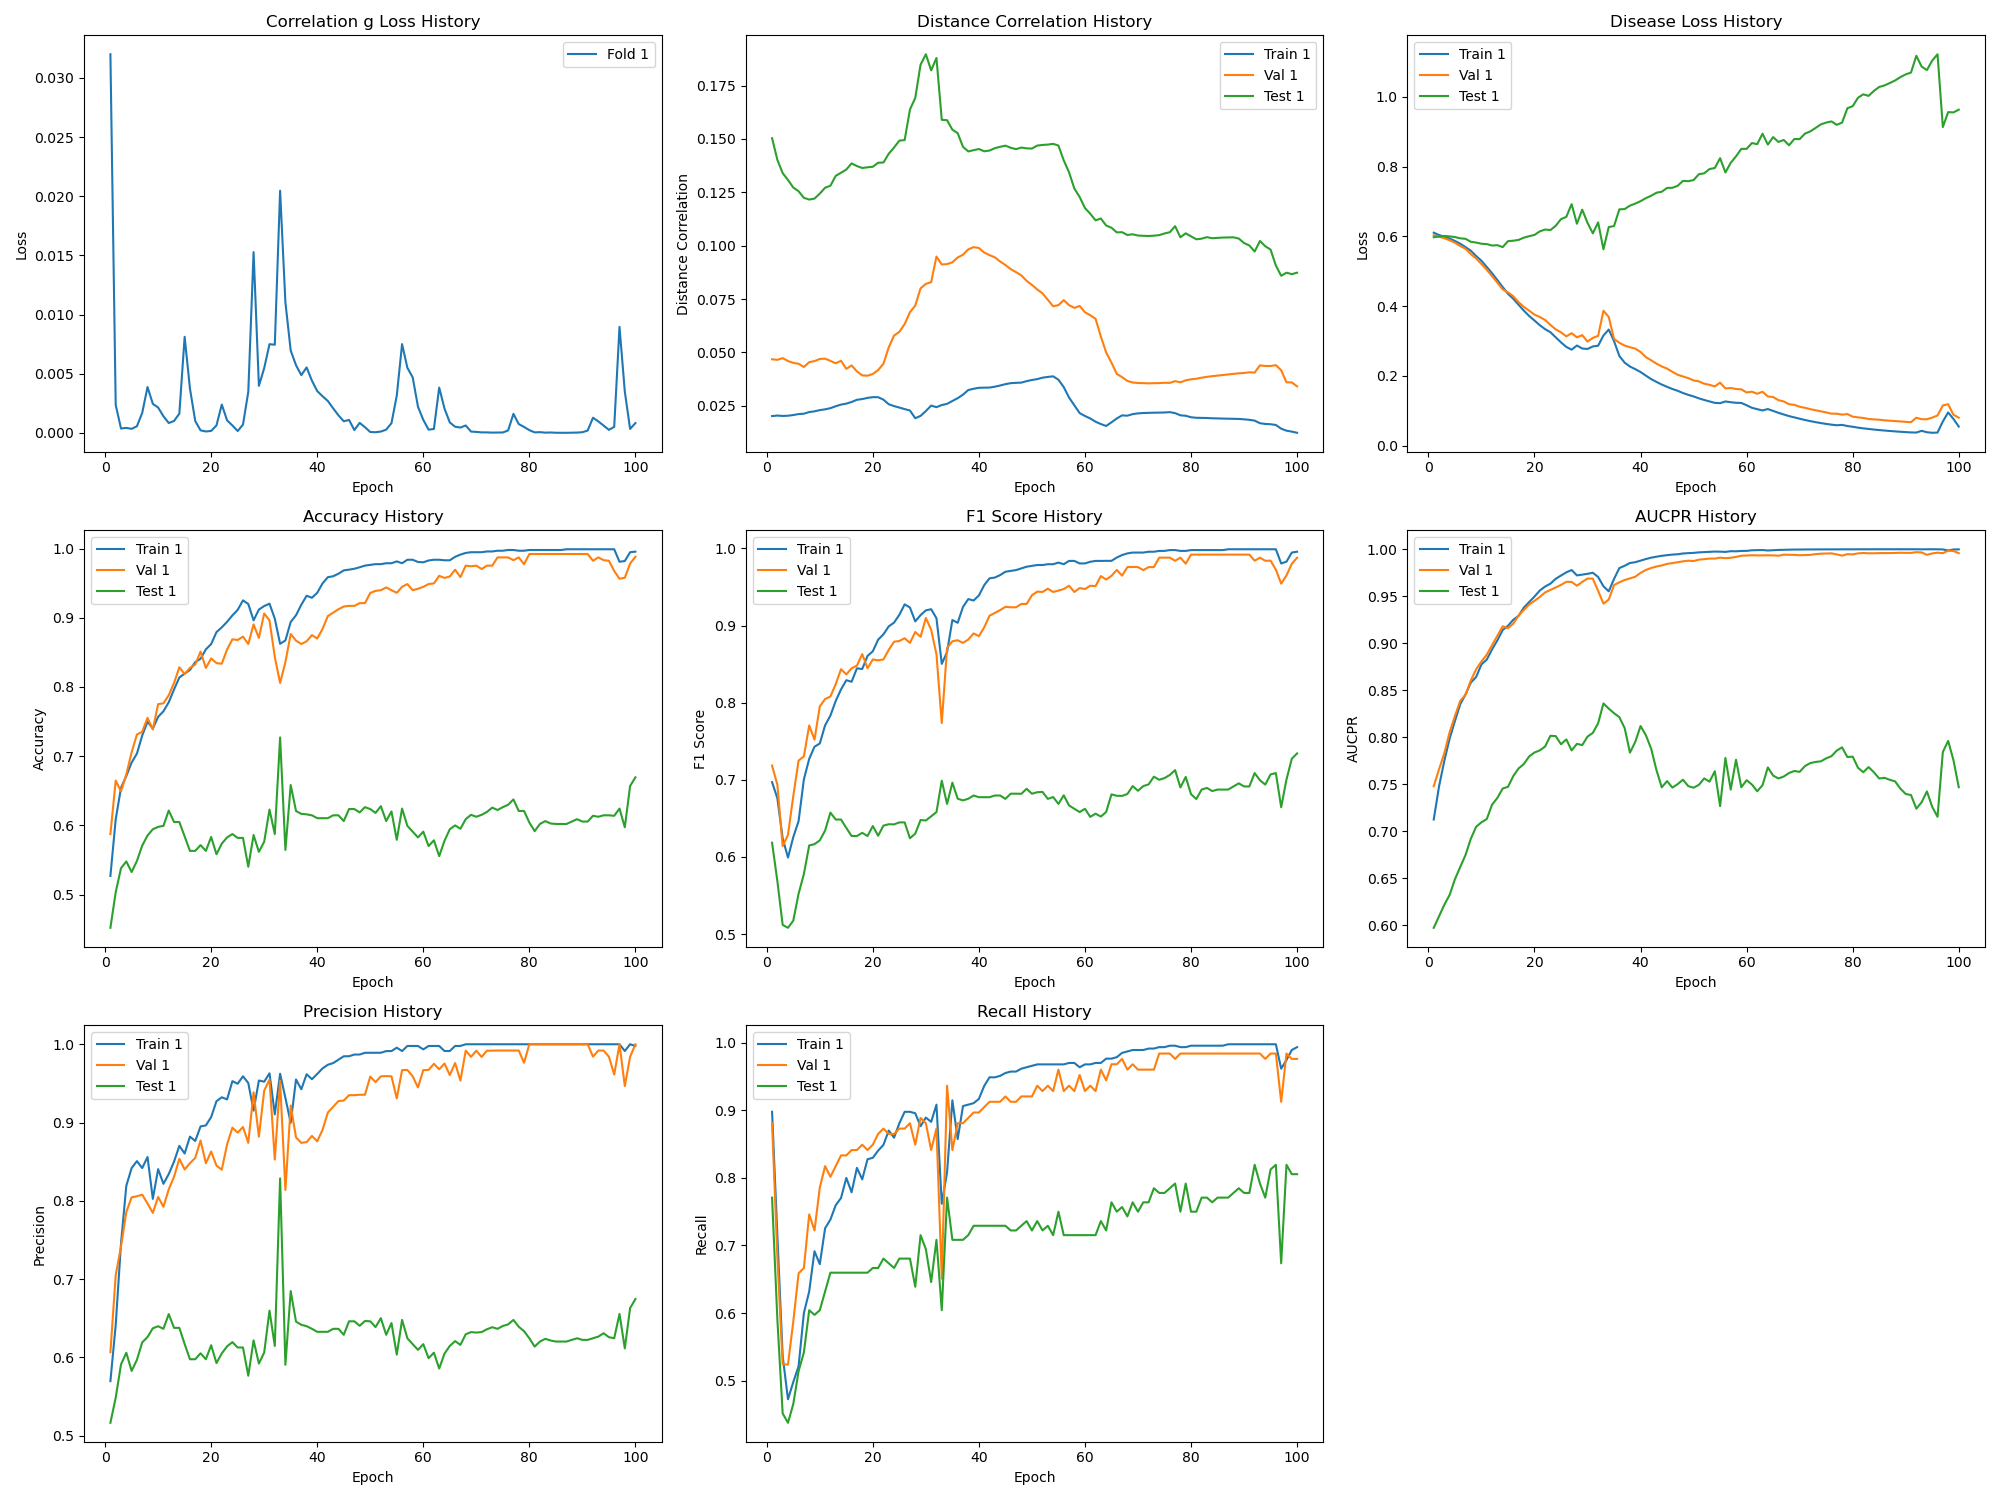 Correlation g Loss History
Loss
0.030
0.025
0.020
0.015
0.010
0.005
0.000
Fold 1
0 20 40 60 80 100
Epoch
Distance Correlation History
Distance Correlation
0.175
0.150
0.125
0.100
0.075
0.050
0.025
Train 1
Val 1
Test 1
0 20 40 60 80 100
Epoch
Disease Loss History
Loss
1.0
0.8
0.6
0.4
0.2
0.0
Train 1
Val 1
Test 1
0 20 40 60 80 100
Epoch
Accuracy History
Accuracy
1.0
0.9
0.8
0.7
0.6
0.5
Train 1
Val 1
Test 1
0 20 40 60 80 100
Epoch
F1 Score History
F1 Score
1.0
0.9
0.8
0.7
0.6
0.5
Train 1
Val 1
Test 1
0 20 40 60 80 100
Epoch
AUCPR History
AUCPR
1.00
0.95
0.90
0.85
0.80
0.75
0.70
0.65
0.60
Train 1
Val 1
Test 1
0 20 40 60 80 100
Epoch
Precision History
Precision
1.0
0.9
0.8
0.7
0.6
0.5
Train 1
Val 1
Test 1
0 20 40 60 80 100
Epoch
Recall History
Recall
1.0
0.9
0.8
0.7
0.6
0.5
Train 1
Val 1
Test 1
0 20 40 60 80 100
Epoch